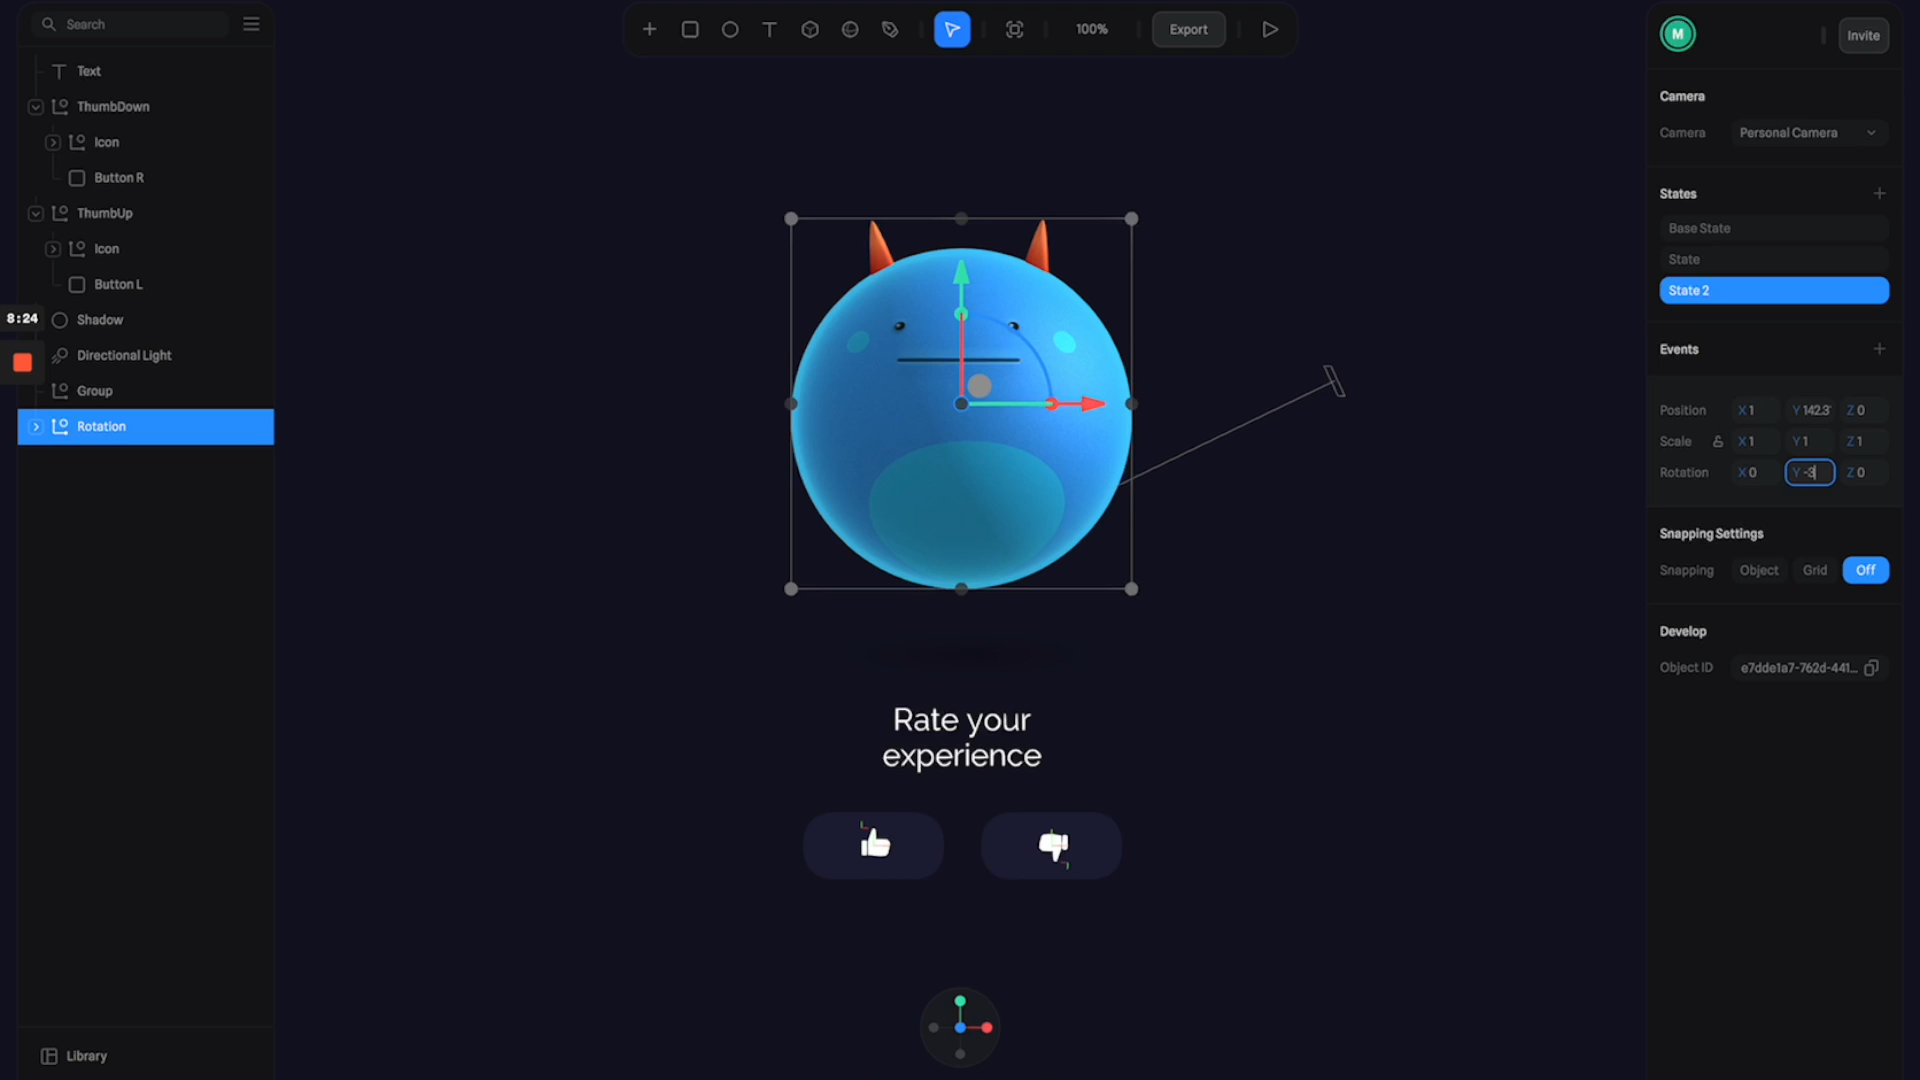 Search
100%
Export
M
Invite
Text
ThumbDown
Icon
Button R
ThumbUp
Icon
Button L
8:24
Shadow
Directional Light
Group
Rotation
Library
Camera
Camera Personal Camera
States
Base State
State
State 2
Events
Position X 1 Y 142.3 Z 0
Scale X 1 Y 1 Z 1
Rotation X 0 Y -3 Z 0
Snapping Settings
Snapping Object Grid Off
Develop
Object ID e7dde1a7-762d-441...
Rate your
experience